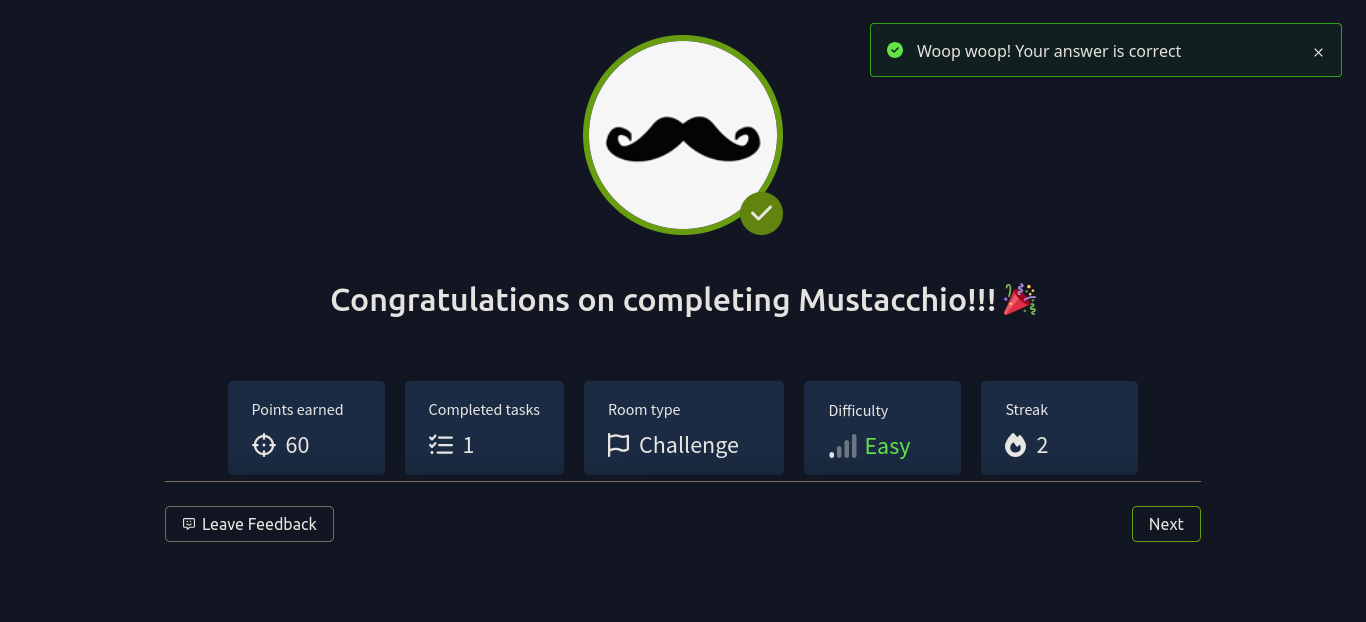 Woop woop! Your answer is correct
Congratulations on completing Mustacchio!!! 🎉
Points earned
60
Completed tasks
1
Room type
Challenge
Difficulty
Easy
Streak
2
Leave Feedback
Next